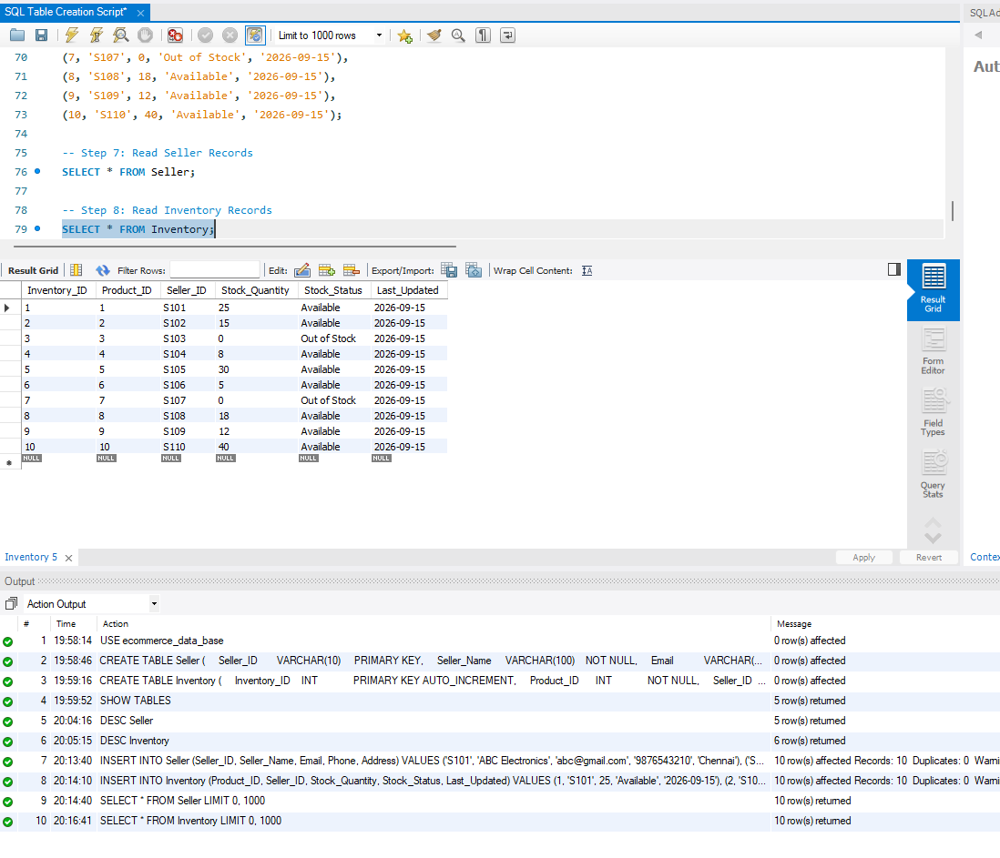 SQL Table Creation Script*
SQLAd
Limit to 1000 rows
70 (7, 'S107', 0, 'Out of Stock', '2026-09-15'),
Aut
71 (8, 'S108', 18, 'Available', '2026-09-15'),
72 (9, 'S109', 12, 'Available', '2026-09-15'),
73 (10, 'S110', 40, 'Available', '2026-09-15');
74
75 -- Step 7: Read Seller Records
76 SELECT * FROM Seller;
77
78 -- Step 8: Read Inventory Records
79 SELECT * FROM Inventory;
Result Grid Filter Rows: Edit: Export/Import: Wrap Cell Content: IA
Inventory_ID Product_ID Seller_ID Stock_Quantity Stock_Status Last_Updated
1 1 S101 25 Available 2026-09-15
2 2 S102 15 Available 2026-09-15
3 3 S103 0 Out of Stock 2026-09-15
4 4 S104 8 Available 2026-09-15
5 5 S105 30 Available 2026-09-15
6 6 S106 5 Available 2026-09-15
7 7 S107 0 Out of Stock 2026-09-15
8 8 S108 18 Available 2026-09-15
9 9 S109 12 Available 2026-09-15
10 10 S110 40 Available 2026-09-15
NULL NULL NULL NULL NULL NULL
Result
Grid
Form
Editor
Field
Types
Query
Stats
Inventory 5 Apply Revert Contex
Output
Action Output
# Time Action Message
1 19:58:14 USE ecommerce_data_base 0 row(s) affected
2 19:58:46 CREATE TABLE Seller ( Seller_ID VARCHAR(10) PRIMARY KEY, Seller_Name VARCHAR(100) NOT NULL, Email VARCHAR(... 0 row(s) affected
3 19:59:16 CREATE TABLE Inventory ( Inventory_ID INT PRIMARY KEY AUTO_INCREMENT, Product_ID INT NOT NULL, Seller_ID ... 0 row(s) affected
4 19:59:52 SHOW TABLES 5 row(s) returned
5 20:04:16 DESC Seller 5 row(s) returned
6 20:05:15 DESC Inventory 6 row(s) returned
7 20:13:40 INSERT INTO Seller (Seller_ID, Seller_Name, Email, Phone, Address) VALUES ('S101', 'ABC Electronics', 'abc@gmail.com', '9876543210', 'Chennai'), ('S... 10 row(s) affected Records: 10 Duplicates: 0 Warni
8 20:14:10 INSERT INTO Inventory (Product_ID, Seller_ID, Stock_Quantity, Stock_Status, Last_Updated) VALUES (1, 'S101', 25, 'Available', '2026-09-15'), (2, 'S10... 10 row(s) affected Records: 10 Duplicates: 0 Warni
9 20:14:40 SELECT * FROM Seller LIMIT 0, 1000 10 row(s) returned
10 20:16:41 SELECT * FROM Inventory LIMIT 0, 1000 10 row(s) returned